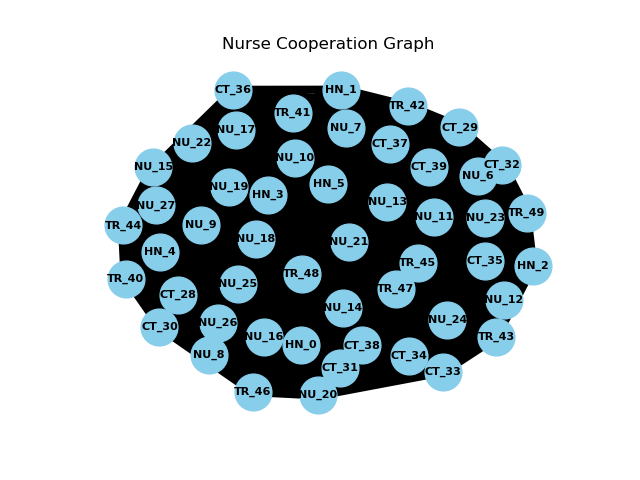 Nurse Cooperation Graph
CT_36
HN_1
TR_42
TR_41
NU_17
NU_7
CT_29
NU_22
CT_37
NU_10
NU_15
CT_39
CT_32
NU_6
HN_5
NU_19
HN_3
NU_13
NU_27
TR_49
NU_11
NU_23
TR_44
NU_9
NU_18
NU_21
HN_4
CT_35
TR_45
HN_2
TR_48
TR_40
NU_25
TR_47
CT_28
NU_12
NU_14
NU_24
NU_26
CT_30
NU_16
TR_43
HN_0
CT_38
NU_8
CT_34
CT_31
CT_33
TR_46
NU_20